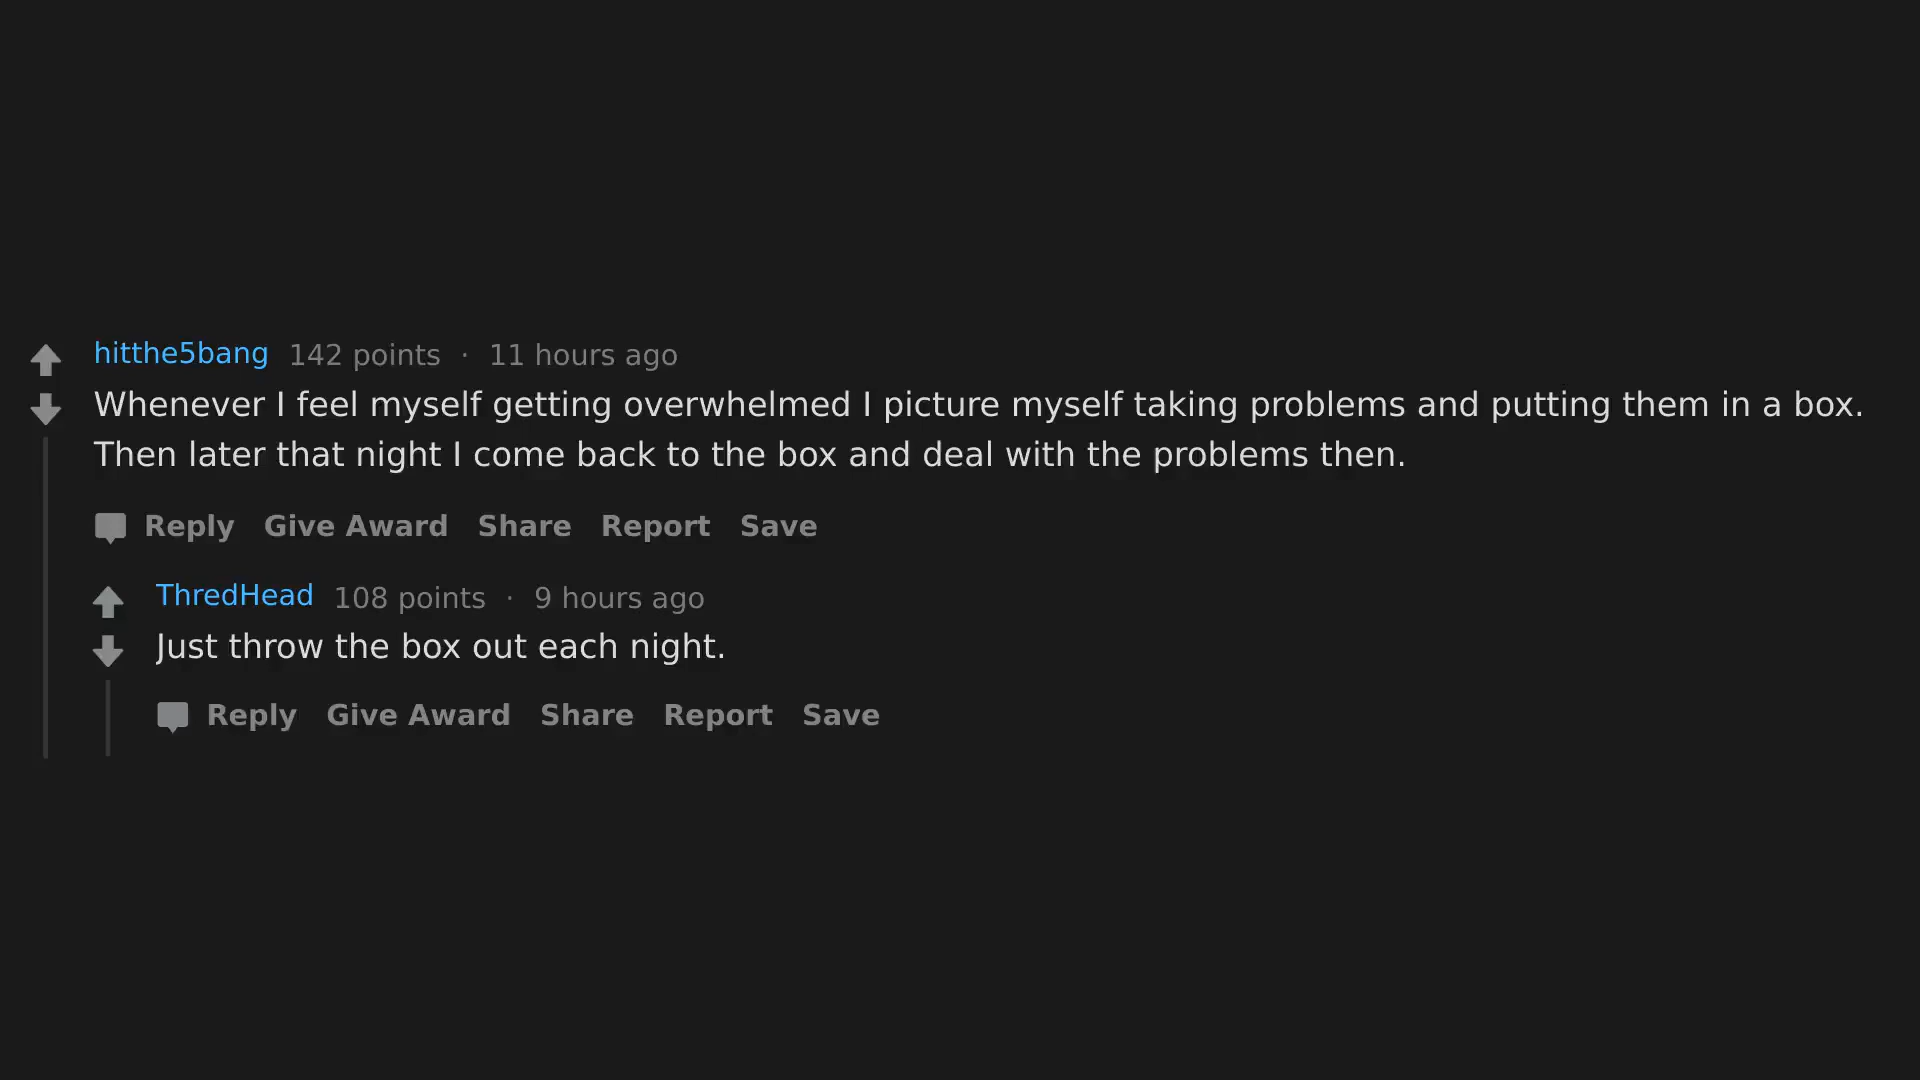 hitthe5bang 142 points · 11 hours ago
Whenever I feel myself getting overwhelmed I picture myself taking problems and putting them in a box.
Then later that night I come back to the box and deal with the problems then.
Reply Give Award Share Report Save
ThredHead 108 points · 9 hours ago
Just throw the box out each night.
Reply Give Award Share Report Save